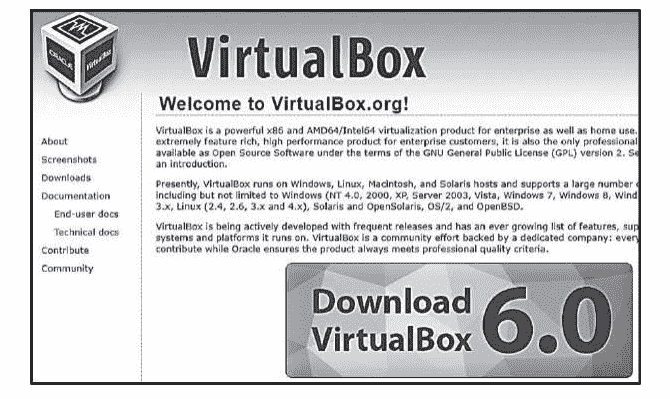 ORACLE
VirtualBox
VirtualBox
Welcome to VirtualBox.org!
About
Screenshots
Downloads
Documentation
End-user docs
Technical docs
Contribute
Community
VirtualBox is a powerful x86 and AMD64/Intel64 virtualization product for enterprise as well as home use.
extremely feature rich, high performance product for enterprise customers, it is also the only professional
available as Open Source Software under the terms of the GNU General Public License (GPL) version 2. Se
an introduction.
Presently, VirtualBox runs on Windows, Linux, Macintosh, and Solaris hosts and supports a large number
including but not limited to Windows (NT 4.0, 2000, XP, Server 2003, Vista, Windows 7, Windows 8, Wind
3.x, Linux (2.4, 2.6, 3.x and 4.x), Solaris and OpenSolaris, OS/2, and OpenBSD.
VirtualBox is being actively developed with frequent releases and has an ever growing list of features, sup
systems and platforms it runs on. VirtualBox is a community effort backed by a dedicated company: every
contribute while Oracle ensures the product always meets professional quality criteria.
Download
VirtualBox 6.0